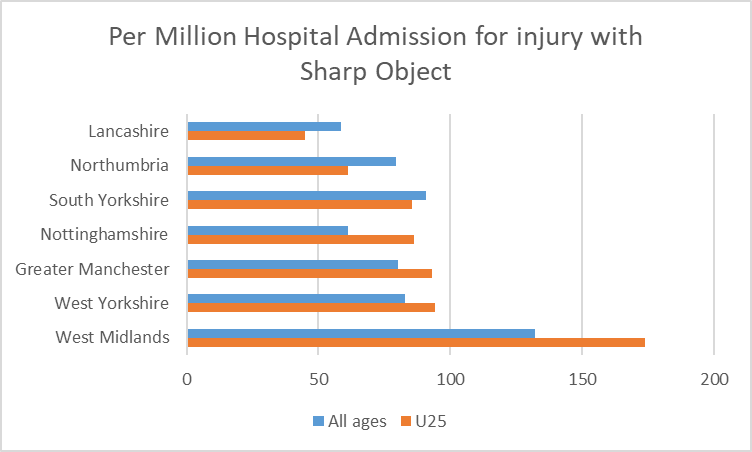 Per Million Hospital Admission for injury with
Sharp Object
Lancashire
Northumbria
South Yorkshire
Nottinghamshire
Greater Manchester
West Yorkshire
West Midlands
0 50 100 150 200
All ages U25